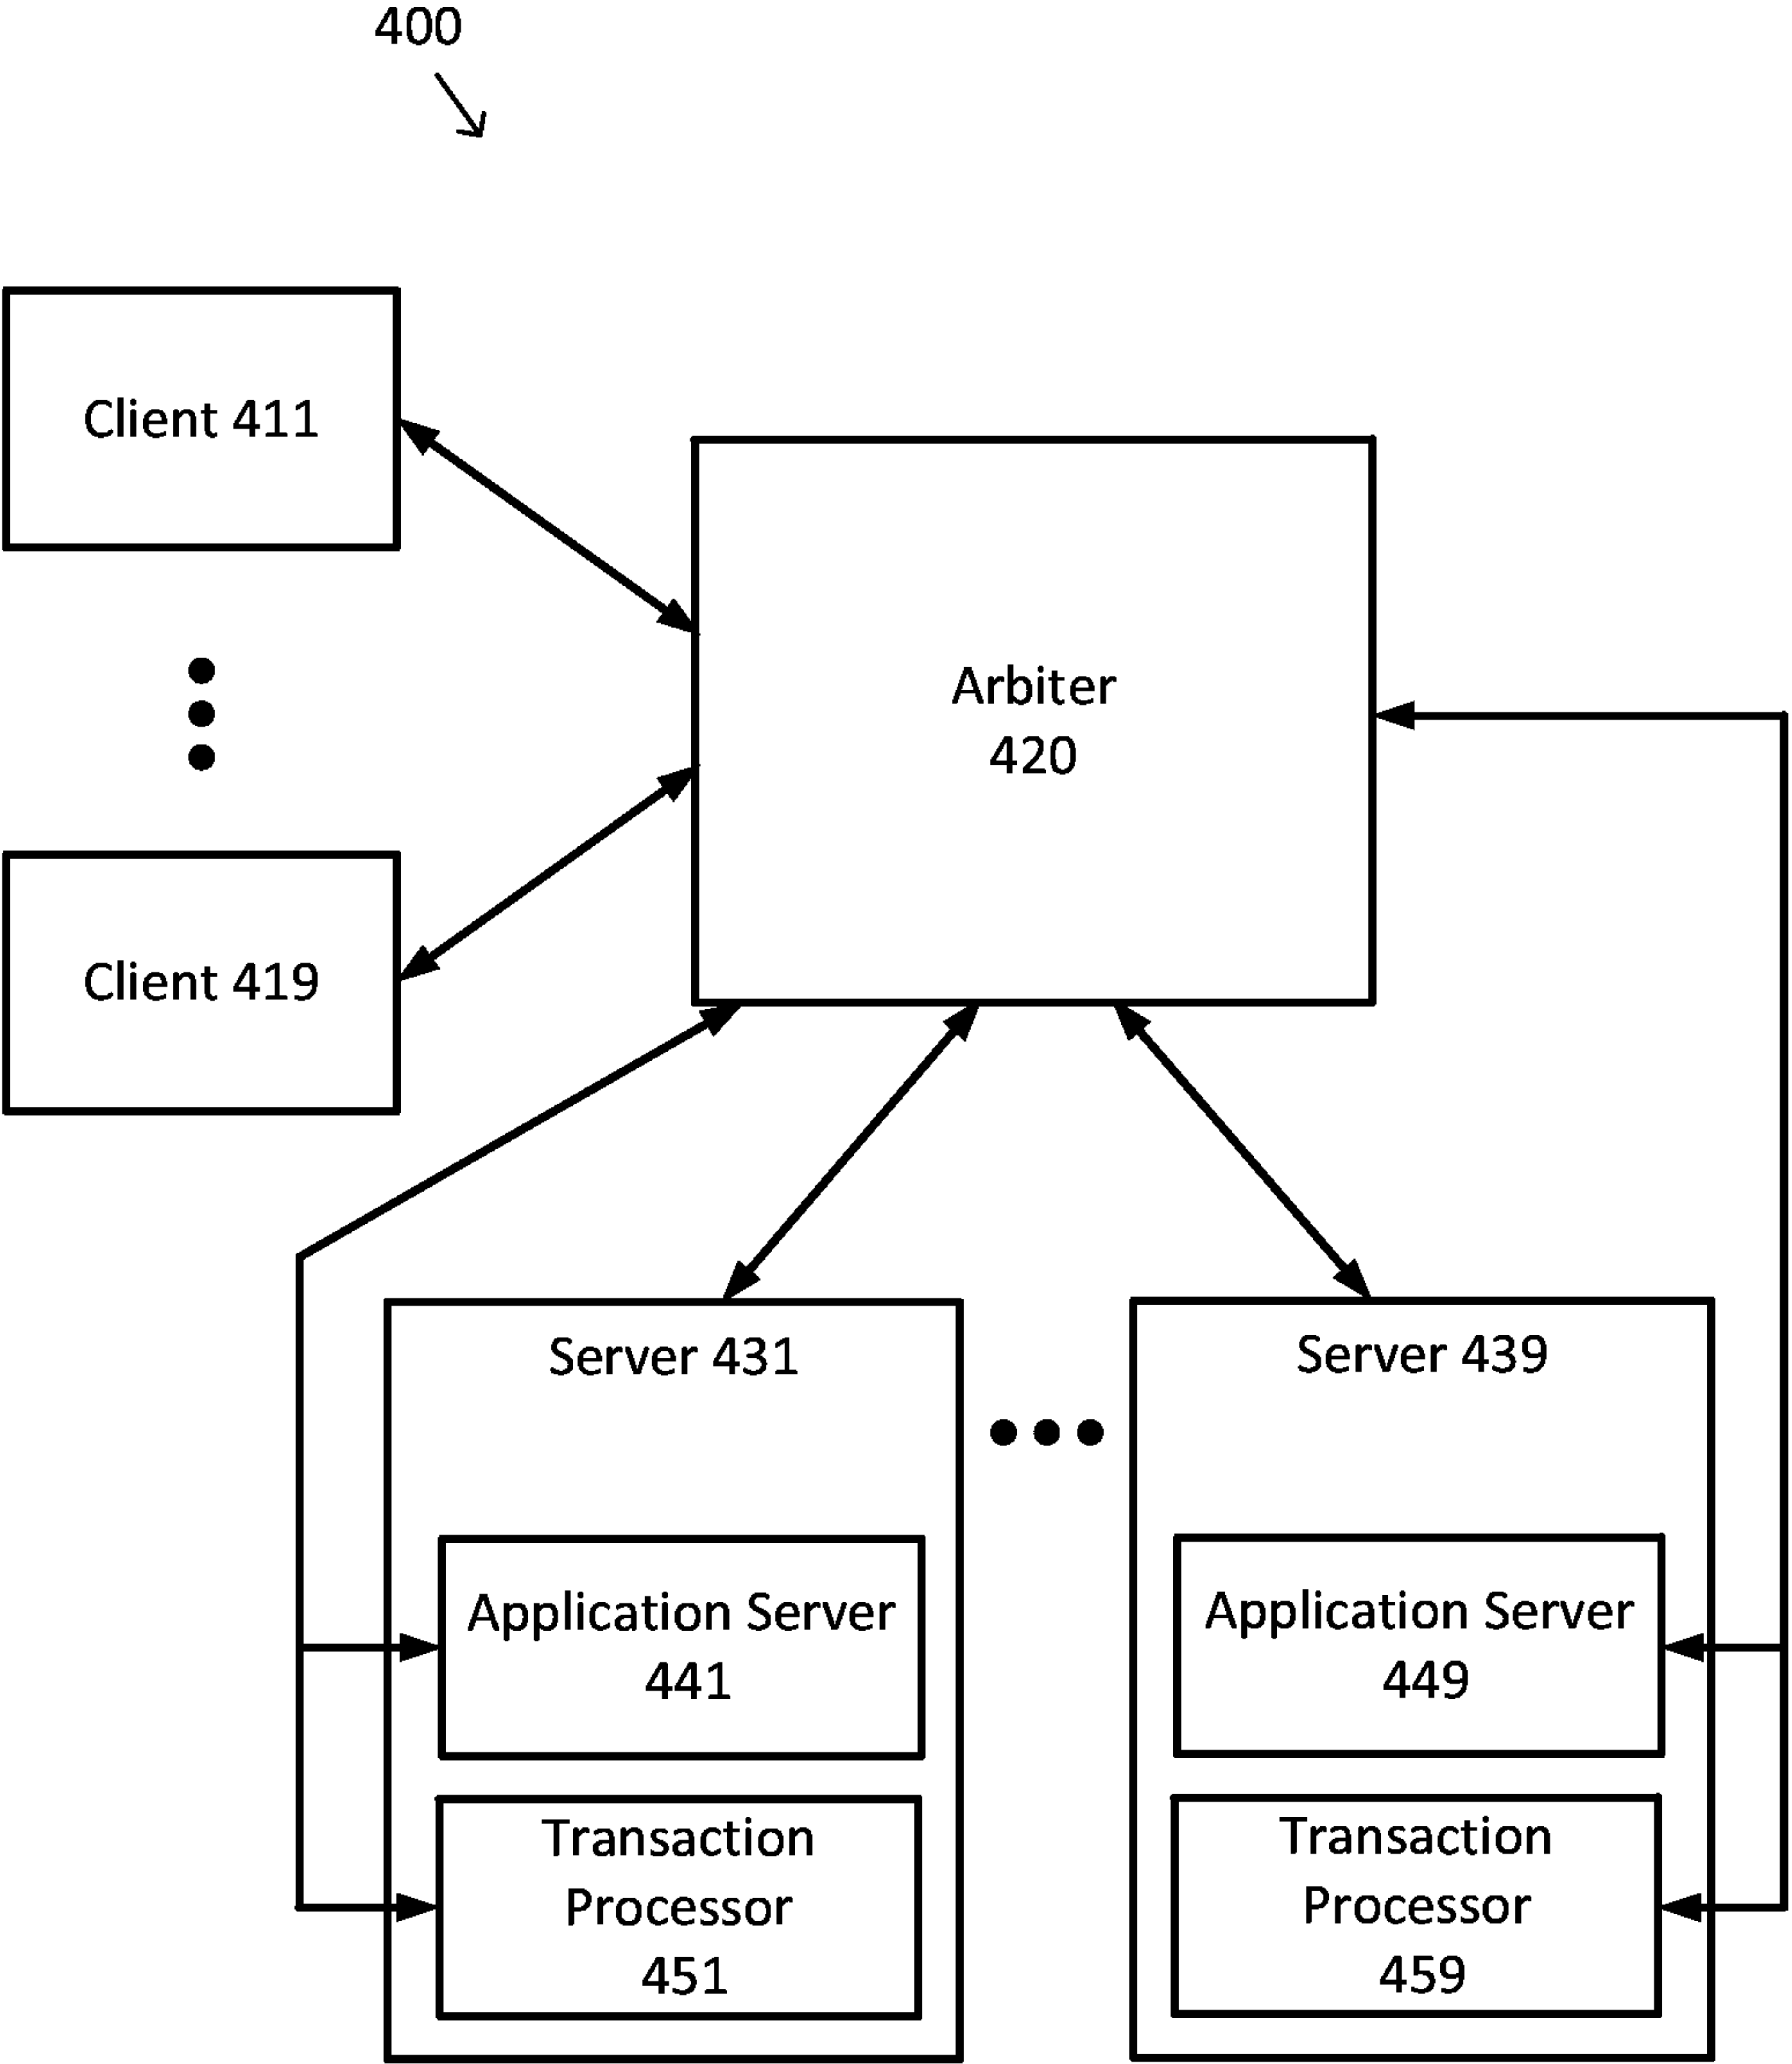 400
Client 411
Arbiter
420
Client 419
Server 431
Server 439
Application Server
441
Application Server
449
Transaction
Processor
451
Transaction
Processor
459